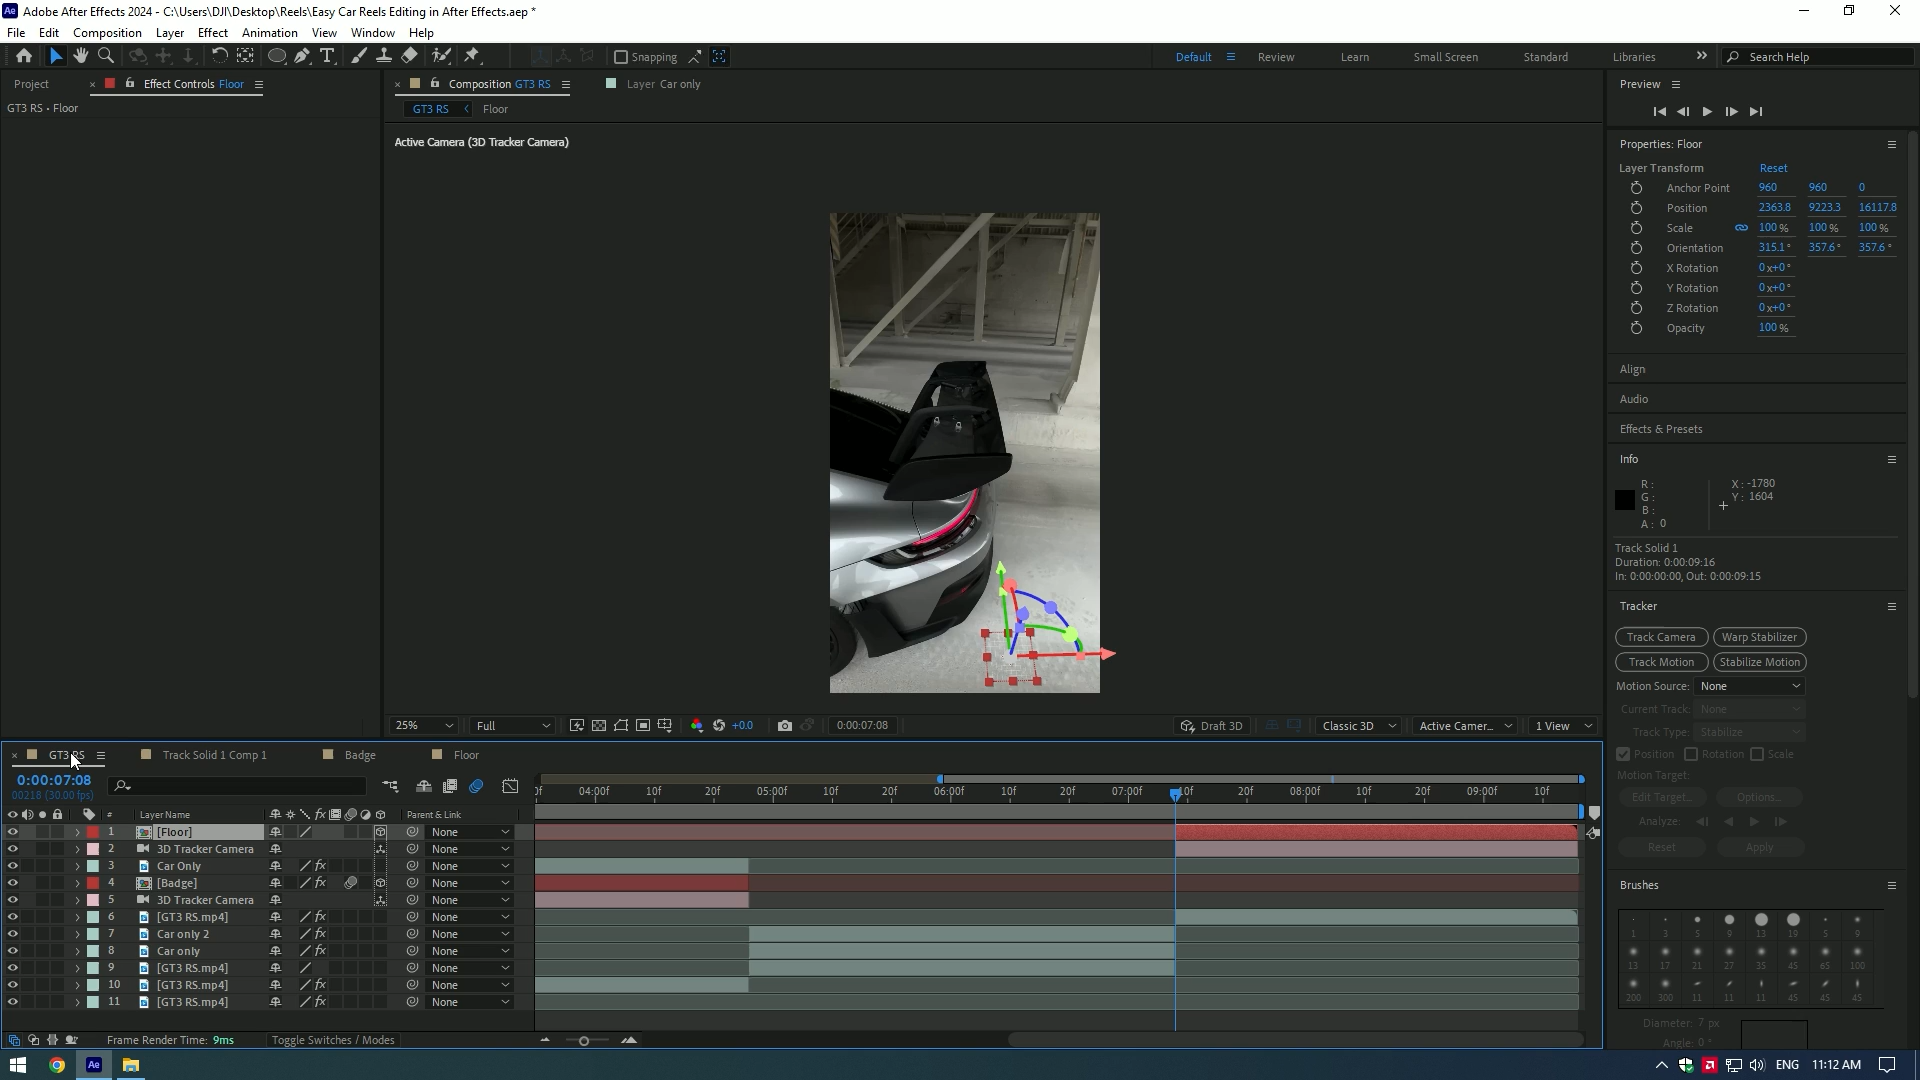 Adobe After Effects 2024 - C:\Users\DJI\Desktop\Reels\Easy Car Reels Editing in After Effects.aep *
File Edit Composition Layer Effect Animation View Window Help
Snapping
Default Review Learn Small Screen Standard Libraries Search Help
Project Effect Controls Floor
GT3 RS • Floor
Composition GT3 RS Layer Car only
GT3 RS Floor
Active Camera (3D Tracker Camera)
Preview
Properties: Floor
Layer Transform Reset
Anchor Point 960 960 0
Position 2363.8 9223.3 16117.8
Scale 100 % 100 % 100 %
Orientation 315.1 ° 357.6 ° 357.6 °
X Rotation 0 x+0 °
Y Rotation 0 x+0 °
Z Rotation 0 x+0 °
Opacity 100 %
Align
Audio
Effects & Presets
Info
R : X : -1780
G : Y : 1604
B :
A : 0
Track Solid 1
Duration: 0:00:09:16
In: 0:00:00:00, Out: 0:00:09:15
Tracker
Track Camera Warp Stabilizer
Track Motion Stabilize Motion
Motion Source: None
Current Track: None
Track Type: Stabilize
Position Rotation Scale
Motion Target:
Edit Target... Options...
Analyze:
Reset Apply
Brushes
1 3 5 9 13 19 5 9
13 17 21 27 35 45 65 100
200 300 11 11 11 45 45 45
Diameter: 7 px
Angle: 0 °
25% Full +0.0 0:00:07:08 Draft 3D Classic 3D Active Camer... 1 View
GT3 RS Track Solid 1 Comp 1 Badge Floor
0:00:07:08
00218 (30.00 fps)
0f 04:00f 10f 20f 05:00f 10f 20f 06:00f 10f 20f 07:00f 10f 20f 08:00f 10f 20f 09:00f 10f
# Layer Name fx Parent & Link
1 [Floor] None
2 3D Tracker Camera None
3 Car Only fx None
4 [Badge] fx None
5 3D Tracker Camera None
6 [GT3 RS.mp4] fx None
7 Car only 2 fx None
8 Car only fx None
9 [GT3 RS.mp4] None
10 [GT3 RS.mp4] fx None
11 [GT3 RS.mp4] fx None
Frame Render Time: 9ms Toggle Switches / Modes
Ae ENG 11:12 AM